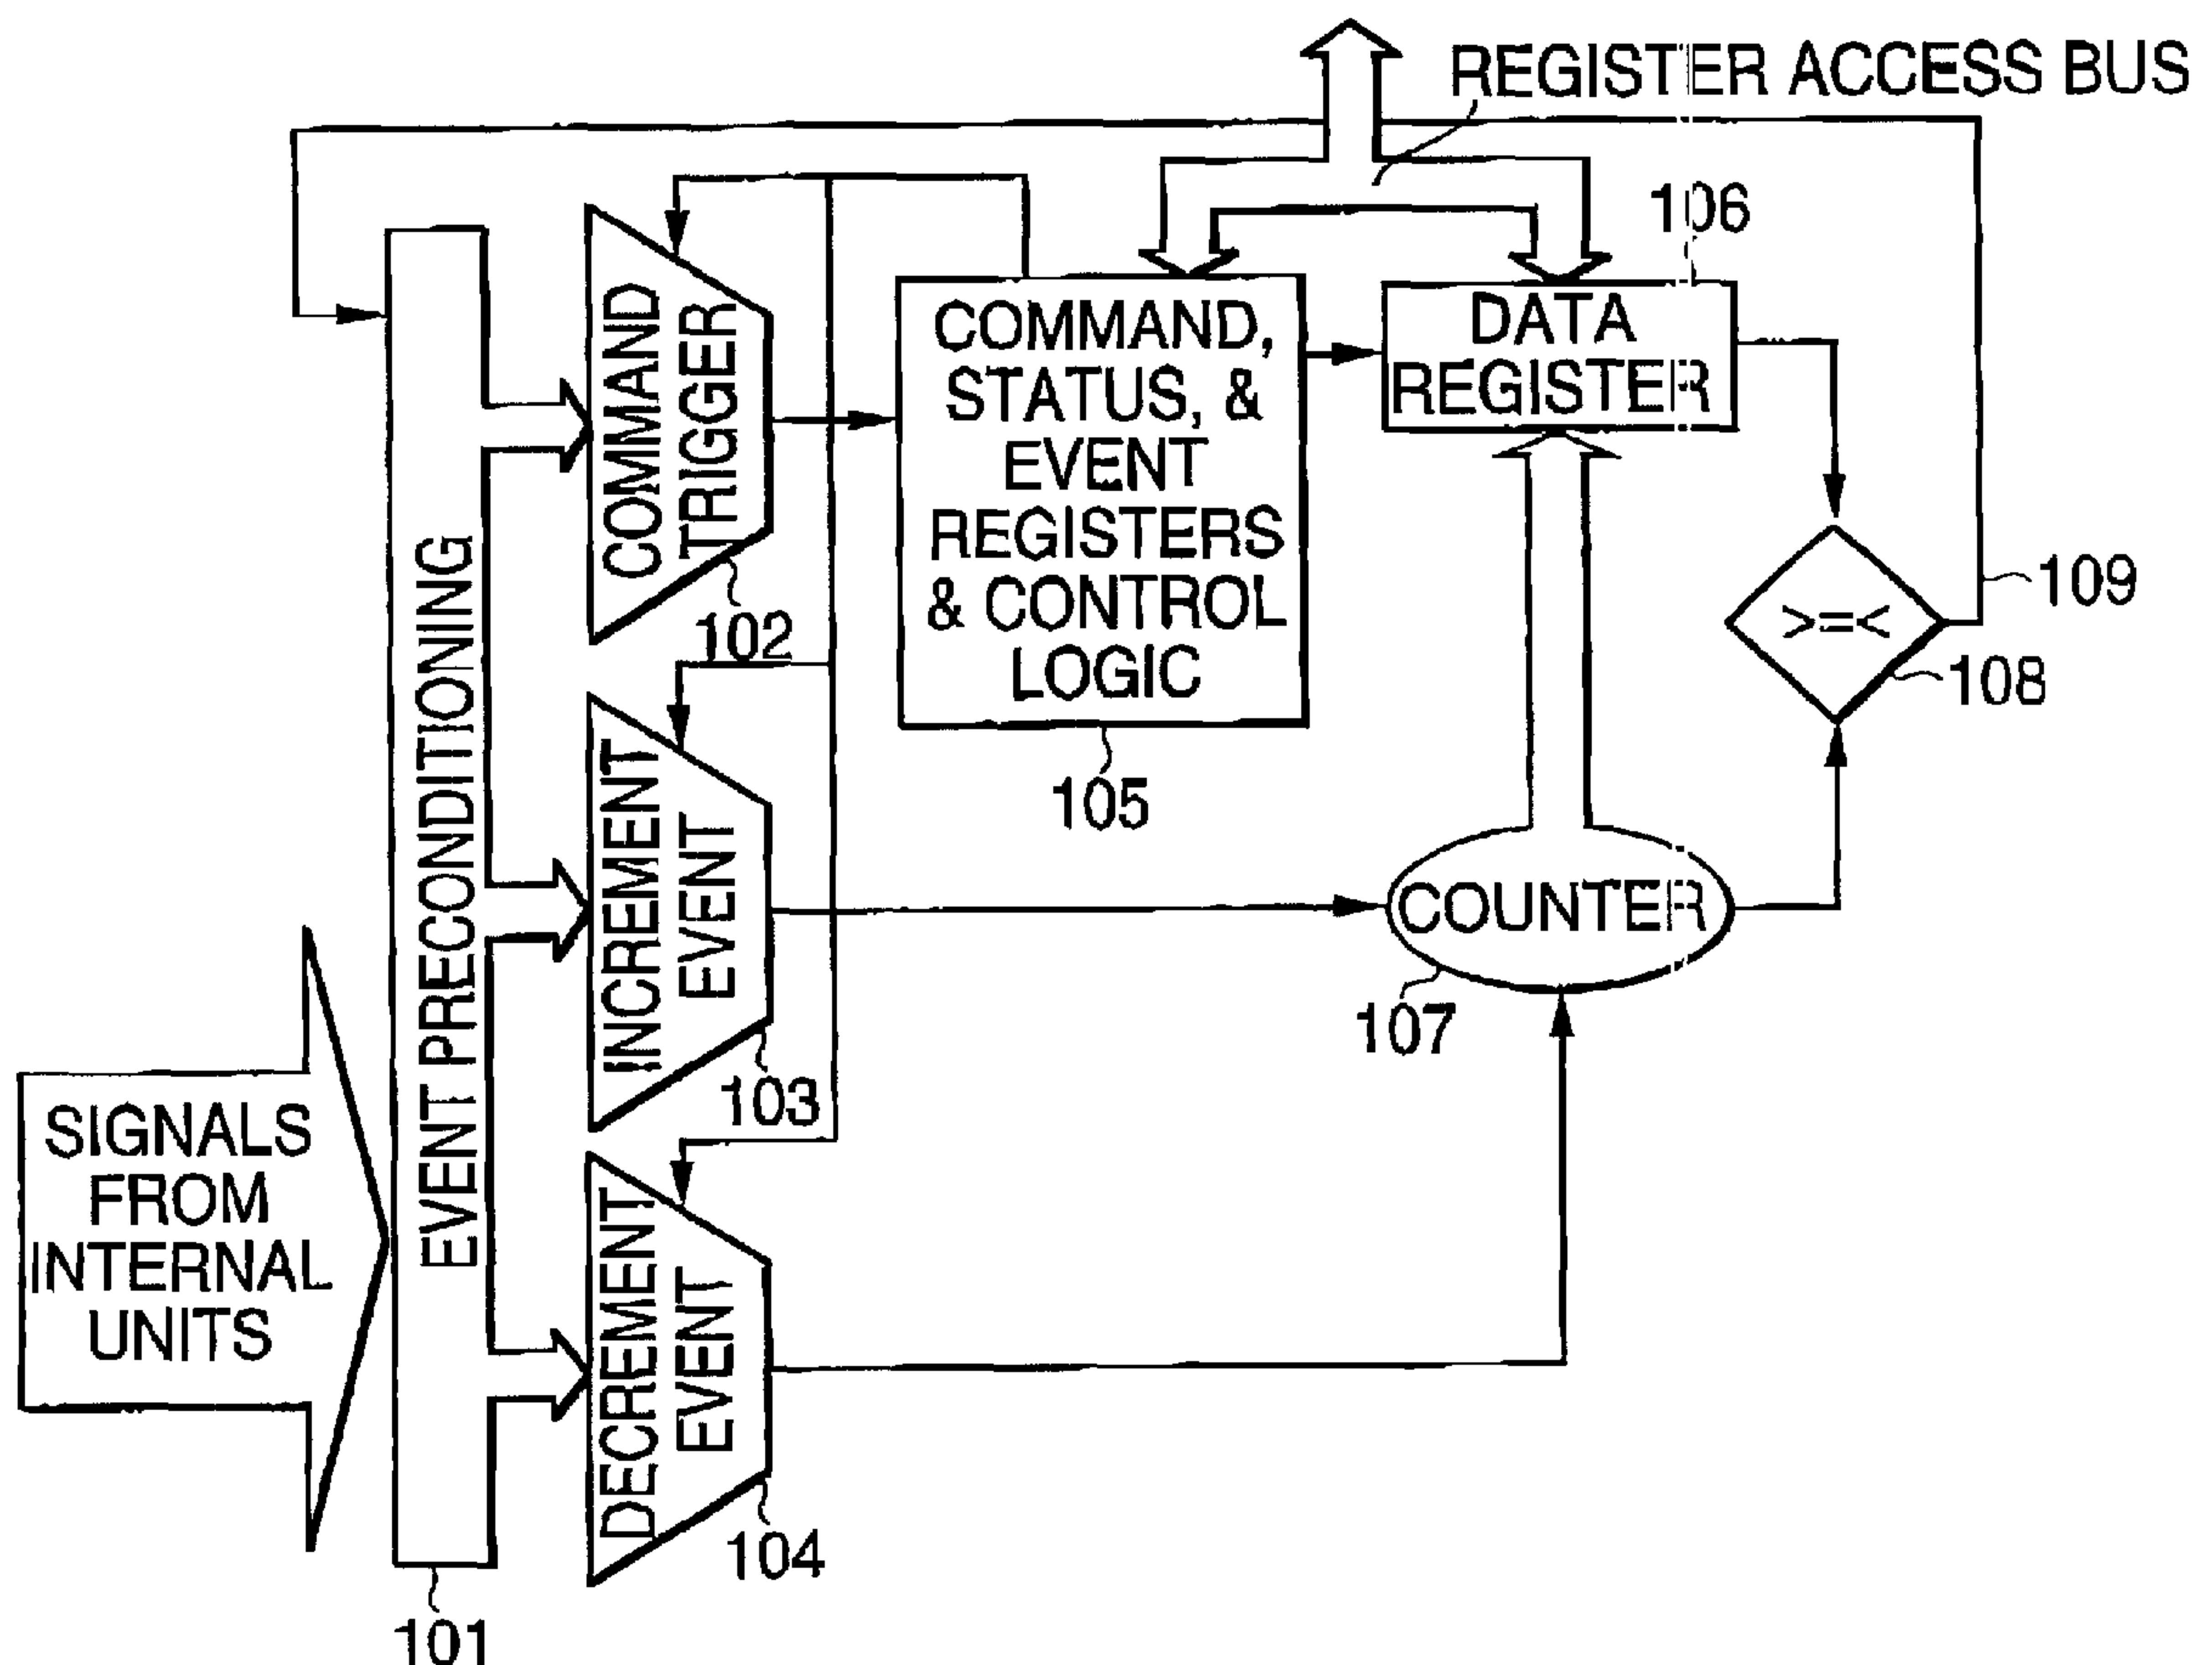 REGISTER ACCESS BUS
106
COMMAND
TRIGGER
102
COMMAND,
STATUS, &
EVENT
REGISTERS
& CONTROL
LOGIC
105
DATA
REGISTER
>=<
109
108
EVENT PRECONDITIONING
INCREMENT
EVENT
103
COUNTER
107
SIGNALS
FROM
INTERNAL
UNITS
DECREMENT
EVENT
104
101